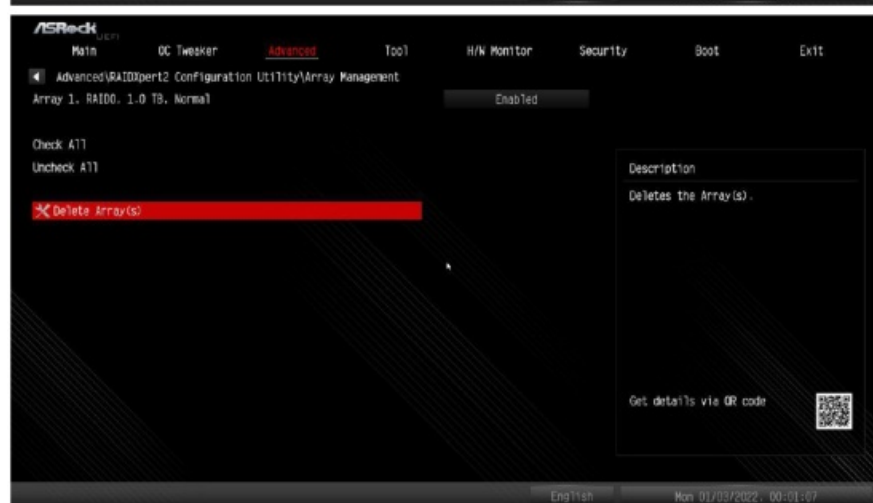 ASRock UEFI
Main OC Tweaker Advanced Tool H/W Monitor Security Boot Exit
Advanced\RAIDXpert2 Configuration Utility\Array Management
Array 1, RAID0, 1.0 TB, Normal Enabled
Check All
Uncheck All
Description
Deletes the Array(s).
Delete Array(s)
Get details via QR code
English Mon 01/03/2022, 00:01:07